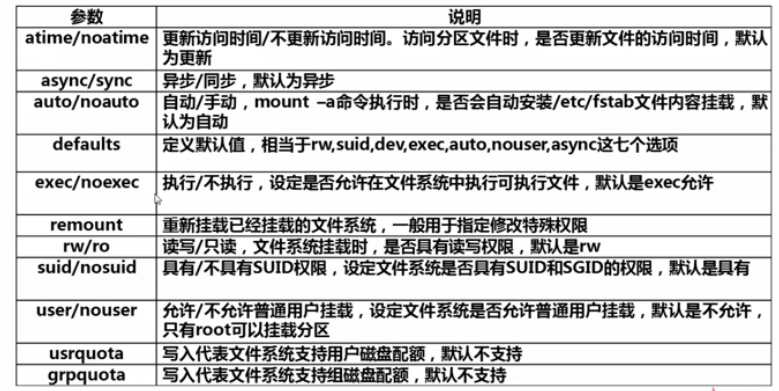 参数 说明
atime/noatime 更新访问时间/不更新访问时间。访问分区文件时，是否更新文件的访问时间，默认
为更新
async/sync 异步/同步，默认为异步
auto/noauto 自动/手动，mount –a命令执行时，是否会自动安装/etc/fstab文件内容挂载，默
认为自动
defaults 定义默认值，相当于rw,suid,dev,exec,auto,nouser,async这七个选项
exec/noexec 执行/不执行，设定是否允许在文件系统中执行可执行文件，默认是exec允许
remount 重新挂载已经挂载的文件系统，一般用于指定修改特殊权限
rw/ro 读写/只读，文件系统挂载时，是否具有读写权限，默认是rw
suid/nosuid 具有/不具有SUID权限，设定文件系统是否具有SUID和SGID的权限，默认是具有
user/nouser 允许/不允许普通用户挂载，设定文件系统是否允许普通用户挂载，默认是不允许，
只有root可以挂载分区
usrquota 写入代表文件系统支持用户磁盘配额，默认不支持
grpquota 写入代表文件系统支持组磁盘配额，默认不支持